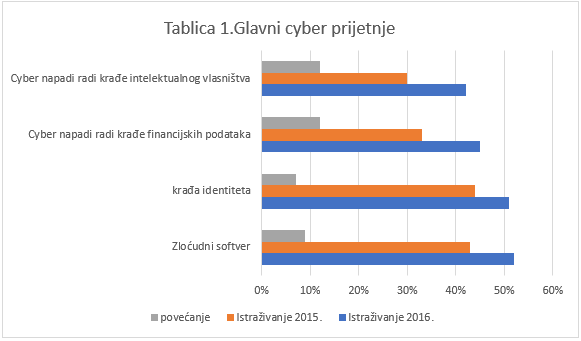 Tablica 1.Glavni cyber prijetnje
Cyber napadi radi krađe intelektualnog vlasništva
Cyber napadi radi krađe financijskih podataka
krađa identiteta
Zloćudni softver
0% 10% 20% 30% 40% 50% 60%
povećanje Istraživanje 2015. Istraživanje 2016.